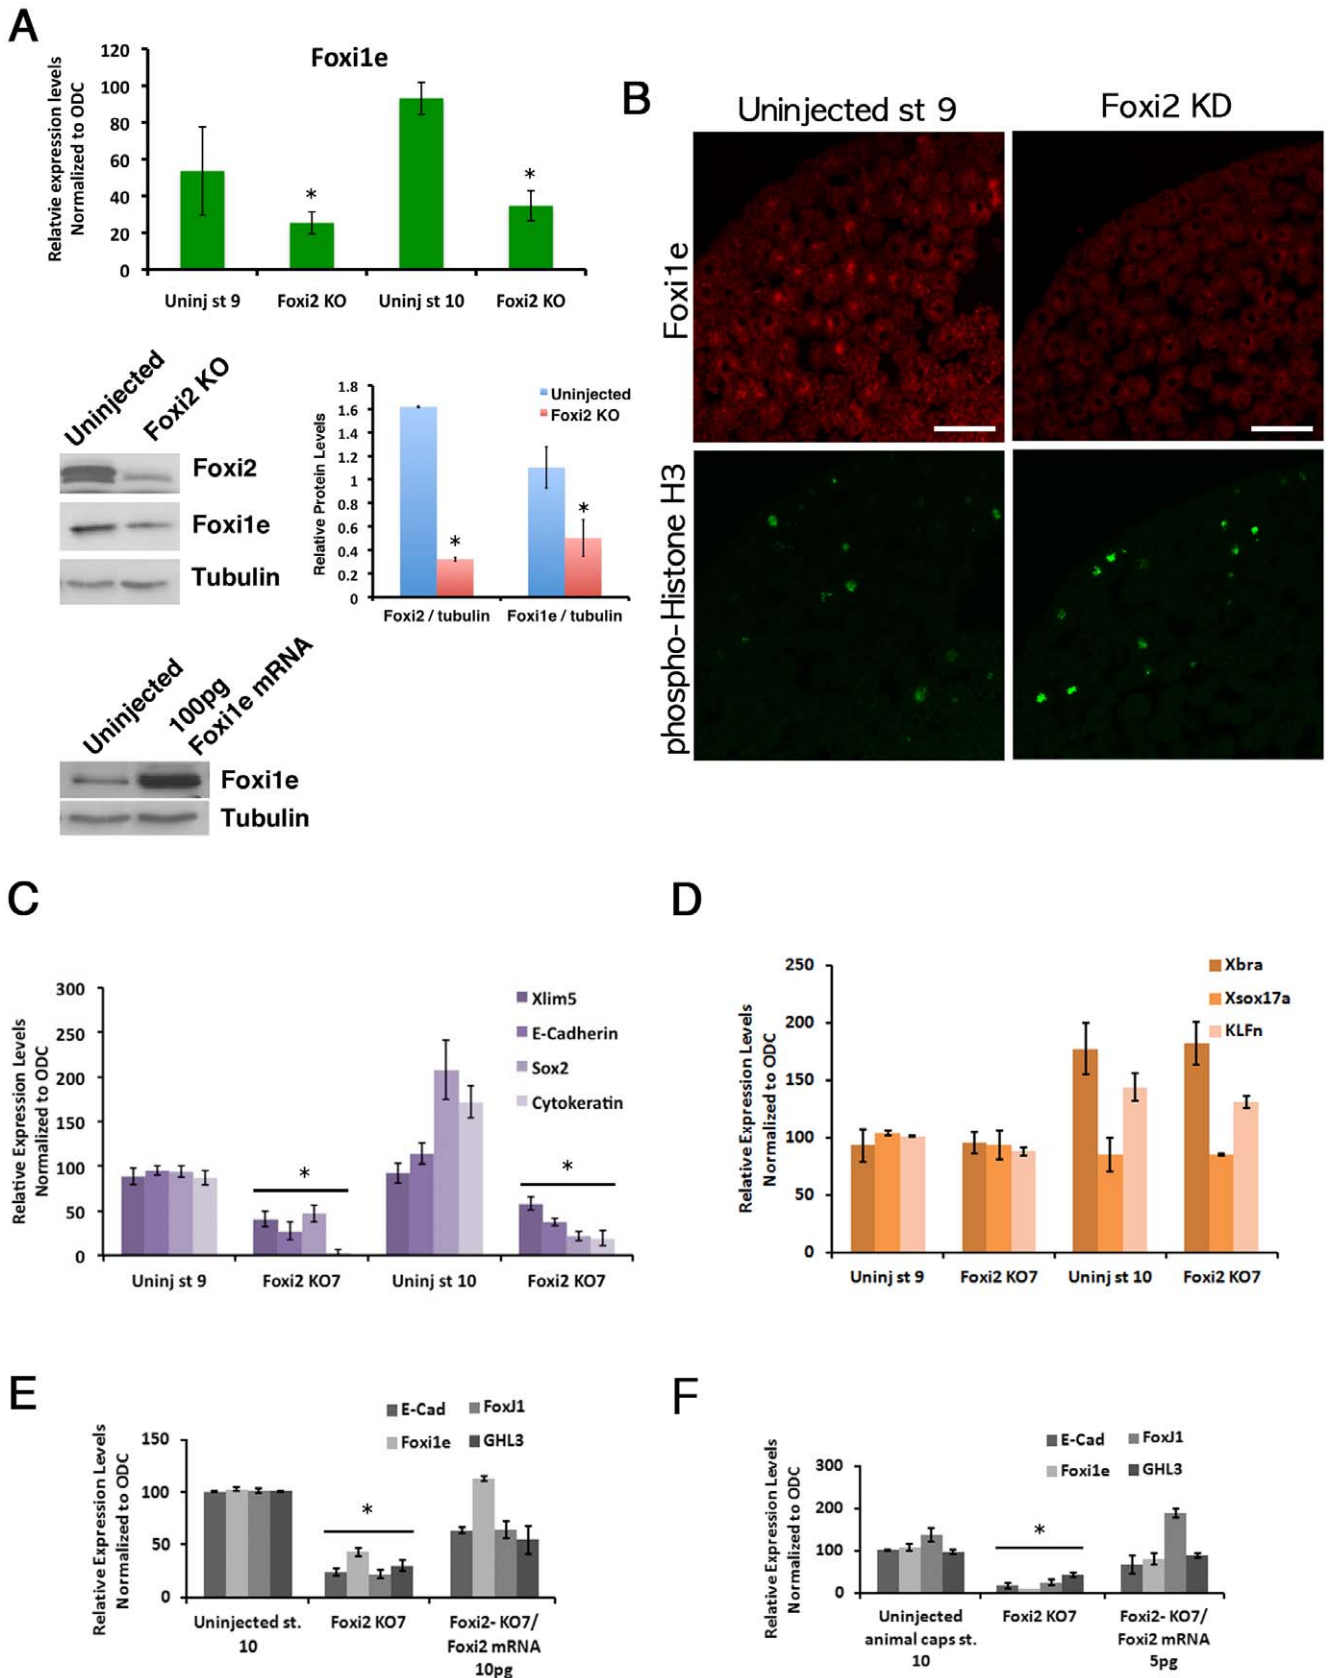 A
Foxi1e
Relatvie expression levels
Normalized to ODC
120
100
80
60
40
20
0
*
*
Uninj st 9
Foxi2 KO
Uninj st 10
Foxi2 KO
Uninjected
Foxi2 KO
Foxi2
Foxi1e
Tubulin
Relative Protein Levels
1.8
1.6
1.4
1.2
1
0.8
0.6
0.4
0.2
0
Uninjected
Foxi2 KO
*
*
Foxi2 / tubulin
Foxi1e / tubulin
Uninjected
100pg
Foxi1e mRNA
Foxi1e
Tubulin
B
Uninjected st 9
Foxi2 KD
Foxi1e
phospho-Histone H3
C
Relative Expression Levels
Normalized to ODC
300
250
200
150
100
50
0
Xlim5
E-Cadherin
Sox2
Cytokeratin
*
*
Uninj st 9
Foxi2 KO7
Uninj st 10
Foxi2 KO7
D
Relative Expression Levels
Normalized to ODC
250
200
150
100
50
0
Xbra
Xsox17a
KLFn
Uninj st 9
Foxi2 KO7
Uninj st 10
Foxi2 KO7
E
Relative Expression Levels
Normalized to ODC
150
100
50
0
E-Cad
FoxJ1
Foxi1e
GHL3
*
Uninjected st.
10
Foxi2 KO7
Foxi2- KO7/
Foxi2 mRNA
10pg
F
Relative Expression Levels
Normalized to ODC
300
200
100
0
E-Cad
FoxJ1
Foxi1e
GHL3
*
Uninjected
animal caps st.
10
Foxi2 KO7
Foxi2- KO7/
Foxi2 mRNA
5pg